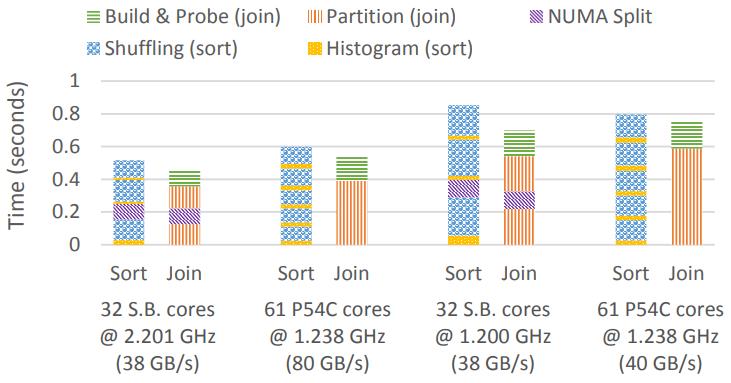 Build & Probe (join) Partition (join) NUMA Split
Shuffling (sort) Histogram (sort)
Time (seconds)
1
0.8
0.6
0.4
0.2
0
Sort Join Sort Join Sort Join Sort Join
32 S.B. cores 61 P54C cores 32 S.B. cores 61 P54C cores
@ 2.201 GHz @ 1.238 GHz @ 1.200 GHz @ 1.238 GHz
(38 GB/s) (80 GB/s) (38 GB/s) (40 GB/s)